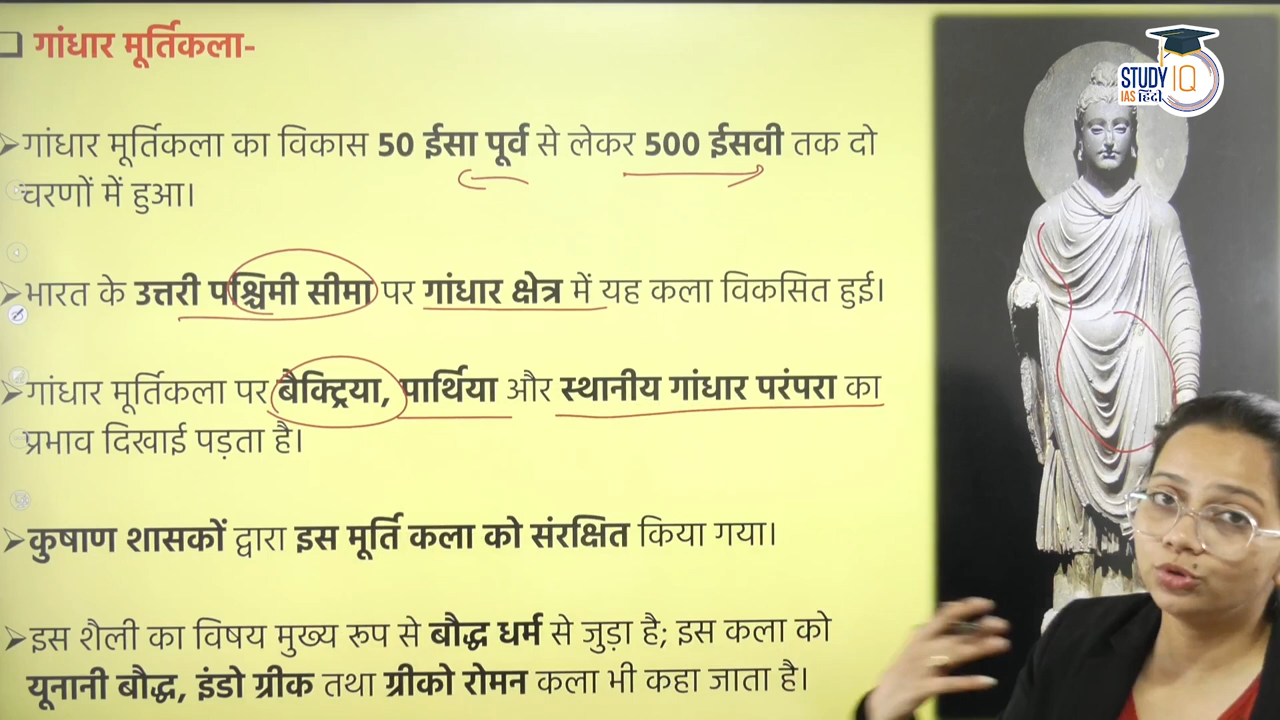 गांधार मूर्तिकला-
STUDY IQ
IAS हिंदी
गांधार मूर्तिकला का विकास 50 ईसा पूर्व से लेकर 500 ईसवी तक दो
चरणों में हुआ।
भारत के उत्तरी पश्चिमी सीमा पर गांधार क्षेत्र में यह कला विकसित हुई।
गांधार मूर्तिकला पर बैक्ट्रिया, पार्थिया और स्थानीय गांधार परंपरा का
प्रभाव दिखाई पड़ता है।
कुषाण शासकों द्वारा इस मूर्ति कला को संरक्षित किया गया।
इस शैली का विषय मुख्य रूप से बौद्ध धर्म से जुड़ा है; इस कला को
यूनानी बौद्ध, इंडो ग्रीक तथा ग्रीको रोमन कला भी कहा जाता है।